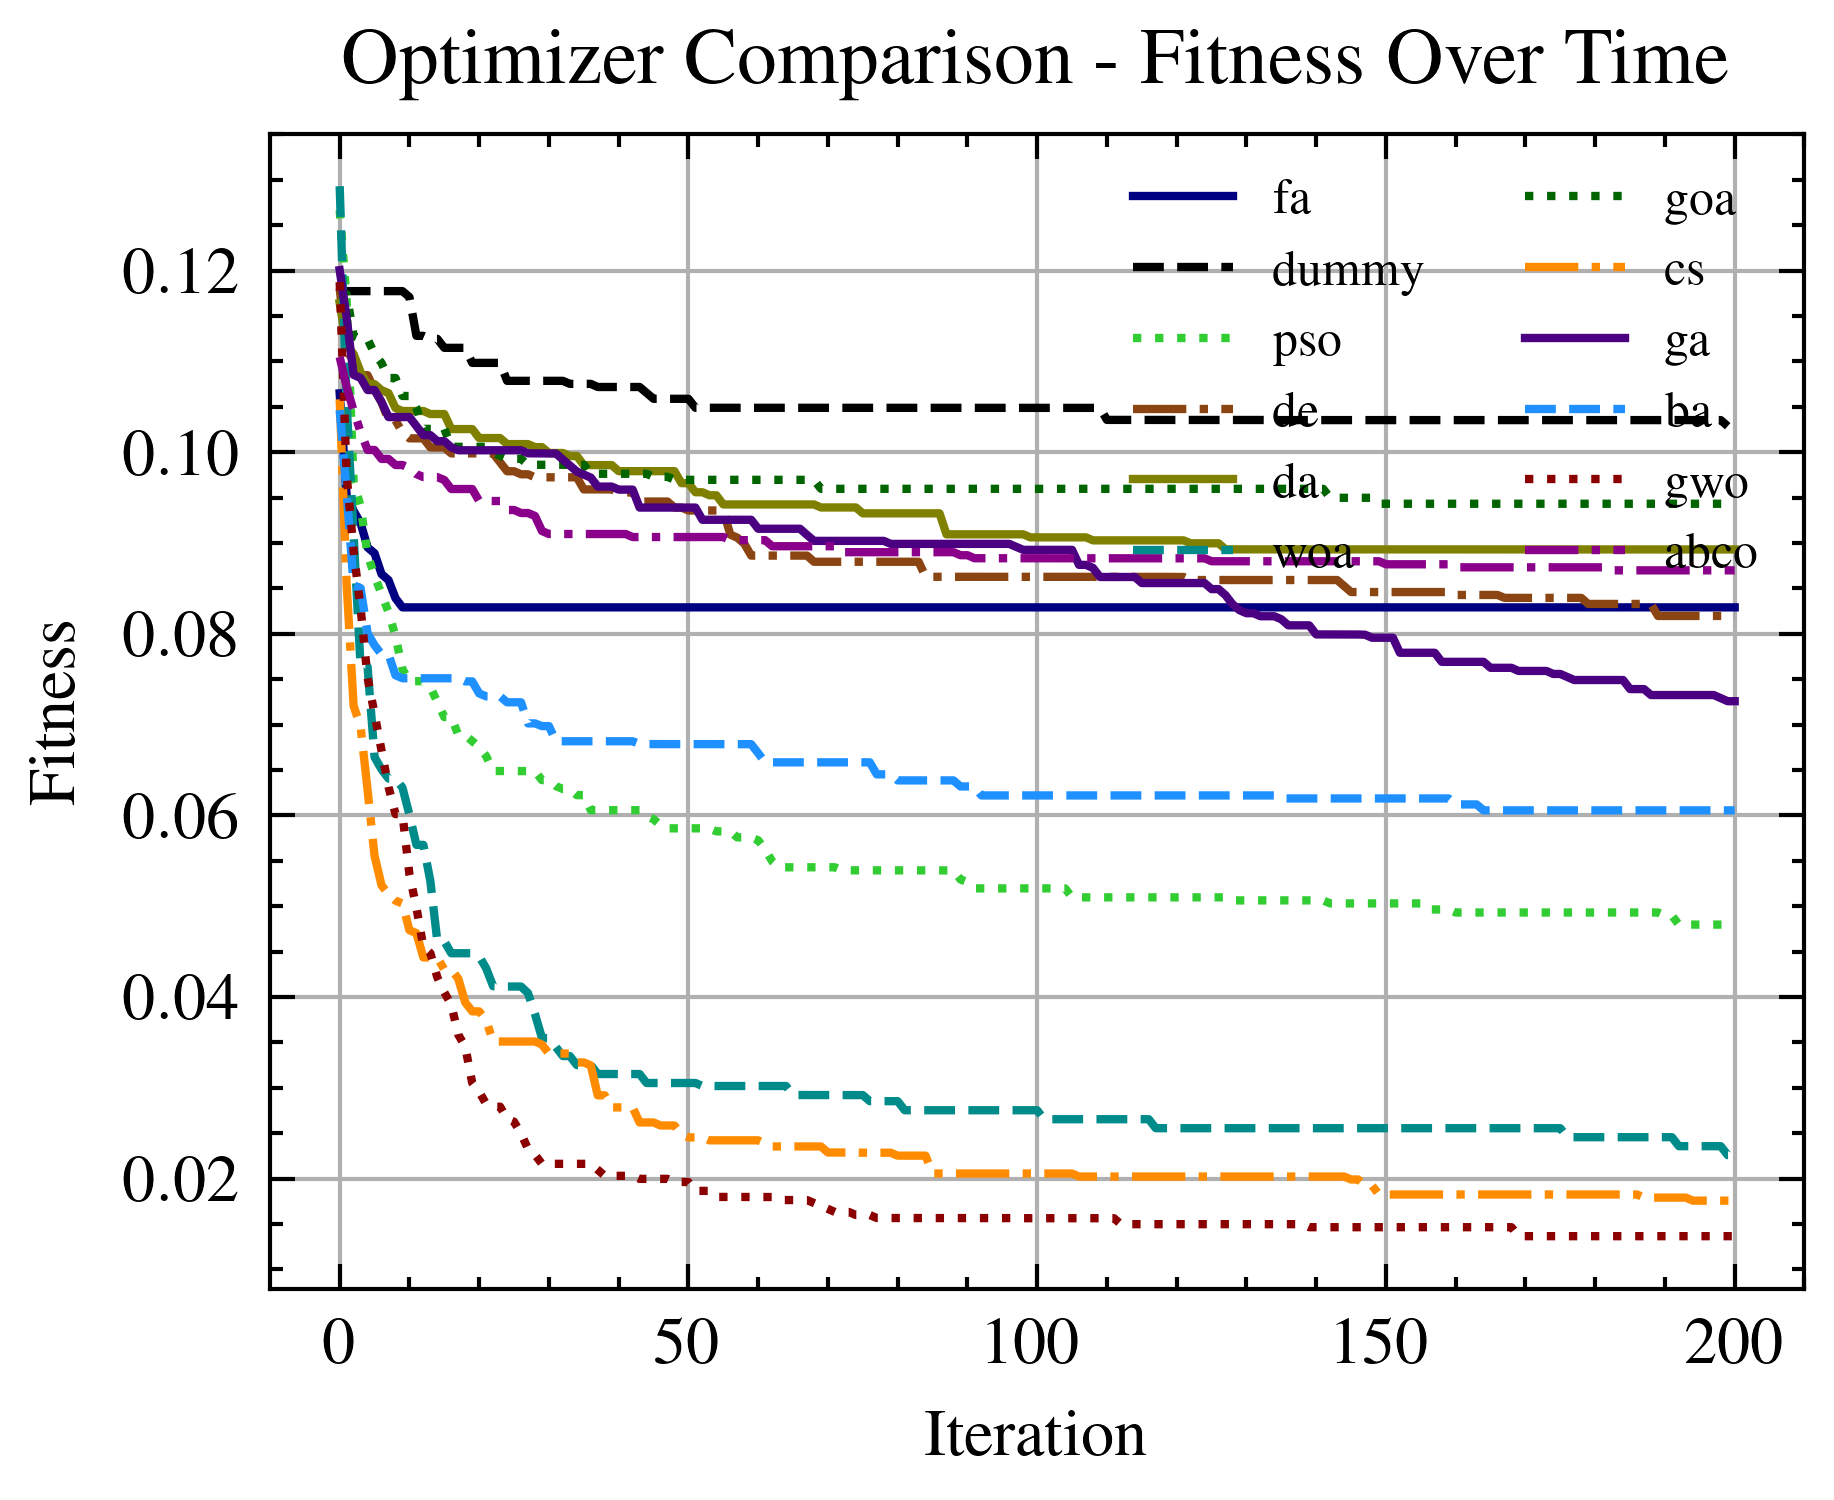 Optimizer Comparison - Fitness Over Time
fa
dummy
pso
de
da
woa
goa
cs
ga
ba
gwo
abco
0.12
0.10
0.08
0.06
0.04
0.02
Fitness
0 50 100 150 200
Iteration